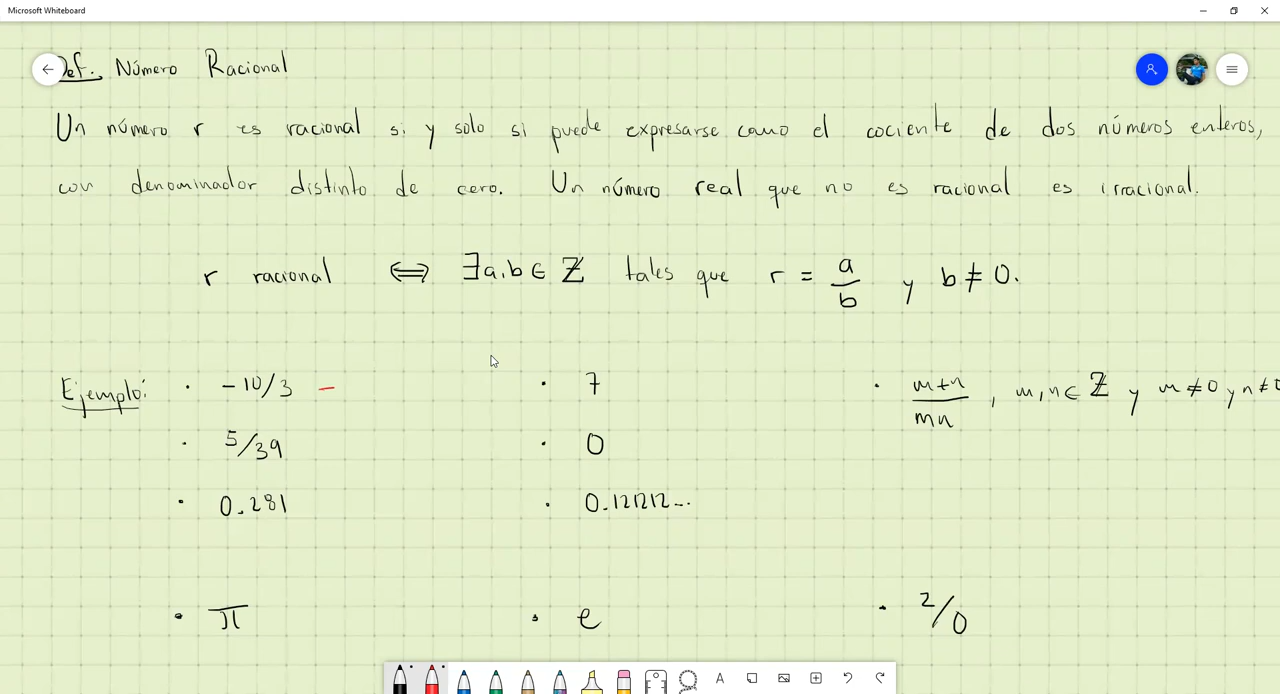 Microsoft Whiteboard
Def. Número Racional
Un número r es racional si y solo si puede expresarse como el cociente de dos números enteros,
con denominador distinto de cero. Un número real que no es racional es irracional.
r racional ⟺ ∃a,b ∈ ℤ tales que r = a/b y b ≠ 0.
Ejemplo: • -10/3 − • 7 • m+n/mn , m,n ∈ ℤ y m ≠ 0 y n ≠ 0
• 5/39 • 0
• 0.281 • 0.121212...
• π • e • 2/0
A